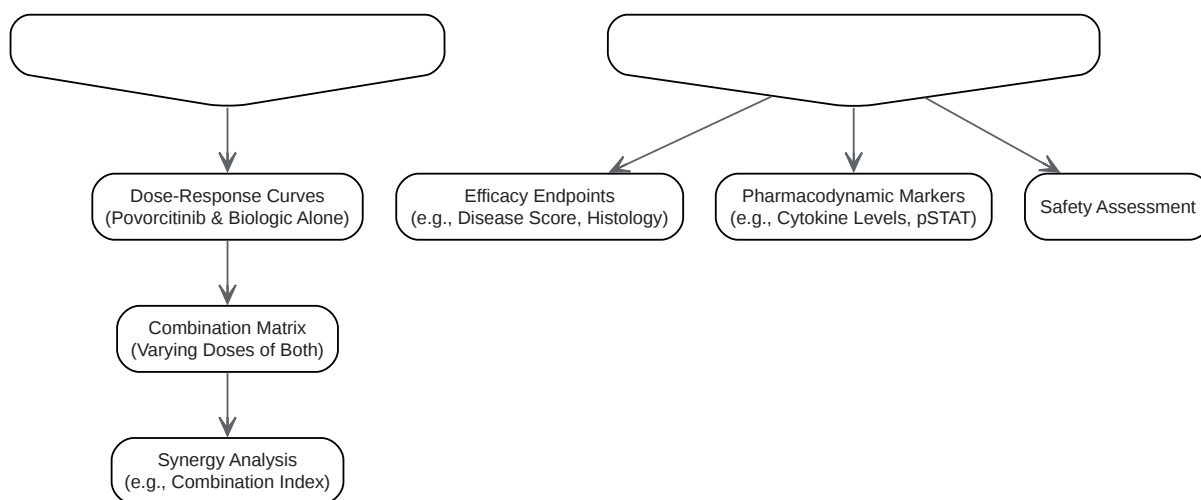 Dose-Response Curves
(Povorcitinib & Biologic Alone)
Efficacy Endpoints
(e.g., Disease Score, Histology)
Pharmacodynamic Markers
(e.g., Cytokine Levels, pSTAT)
Safety Assessment
Combination Matrix
(Varying Doses of Both)
Synergy Analysis
(e.g., Combination Index)